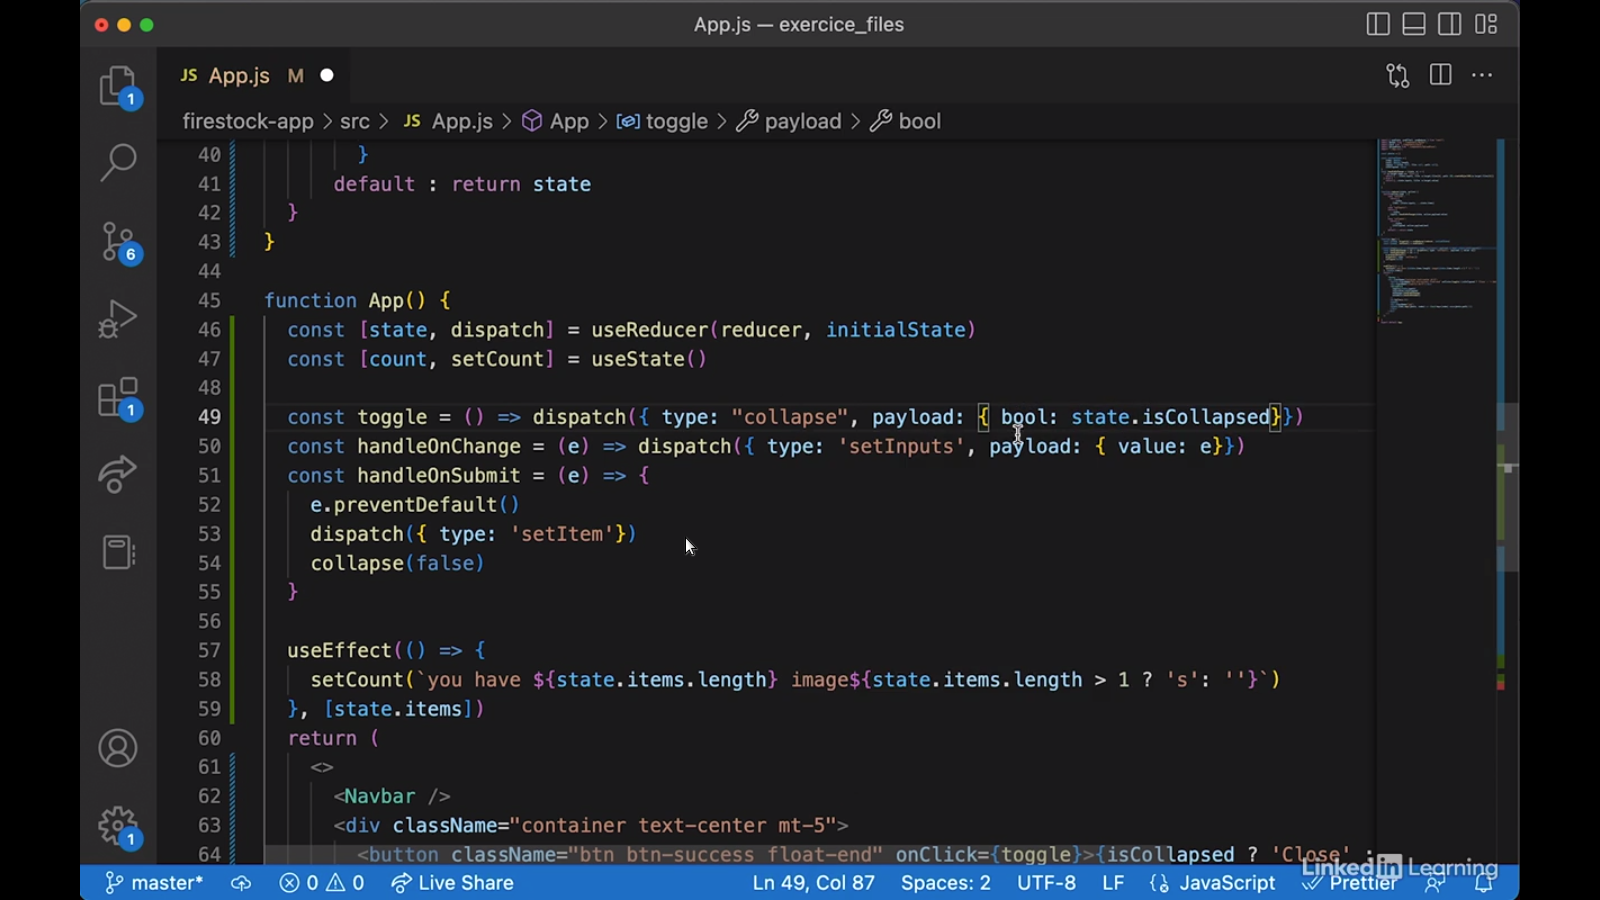 App.js — exercice_files
JS App.js M
firestock-app > src > JS App.js > App > toggle > payload > bool
40 }
41 default : return state
42 }
43 }
44
45 function App() {
46 const [state, dispatch] = useReducer(reducer, initialState)
47 const [count, setCount] = useState()
48
49 const toggle = () => dispatch({ type: "collapse", payload: { bool: state.isCollapsed}})
50 const handleOnChange = (e) => dispatch({ type: 'setInputs', payload: { value: e}})
51 const handleOnSubmit = (e) => {
52 e.preventDefault()
53 dispatch({ type: 'setItem'})
54 collapse(false)
55 }
56
57 useEffect(() => {
58 setCount(`you have ${state.items.length} image${state.items.length > 1 ? 's': ''}`)
59 }, [state.items])
60 return (
61 <>
62 <Navbar />
63 <div className="container text-center mt-5">
64 <button className="btn btn-success float-end" onClick={toggle}>{isCollapsed ? 'Close' :
1
6
1
1
LinkedIn Learning
master* 0 0 Live Share Ln 49, Col 87 Spaces: 2 UTF-8 LF {} JavaScript Prettier